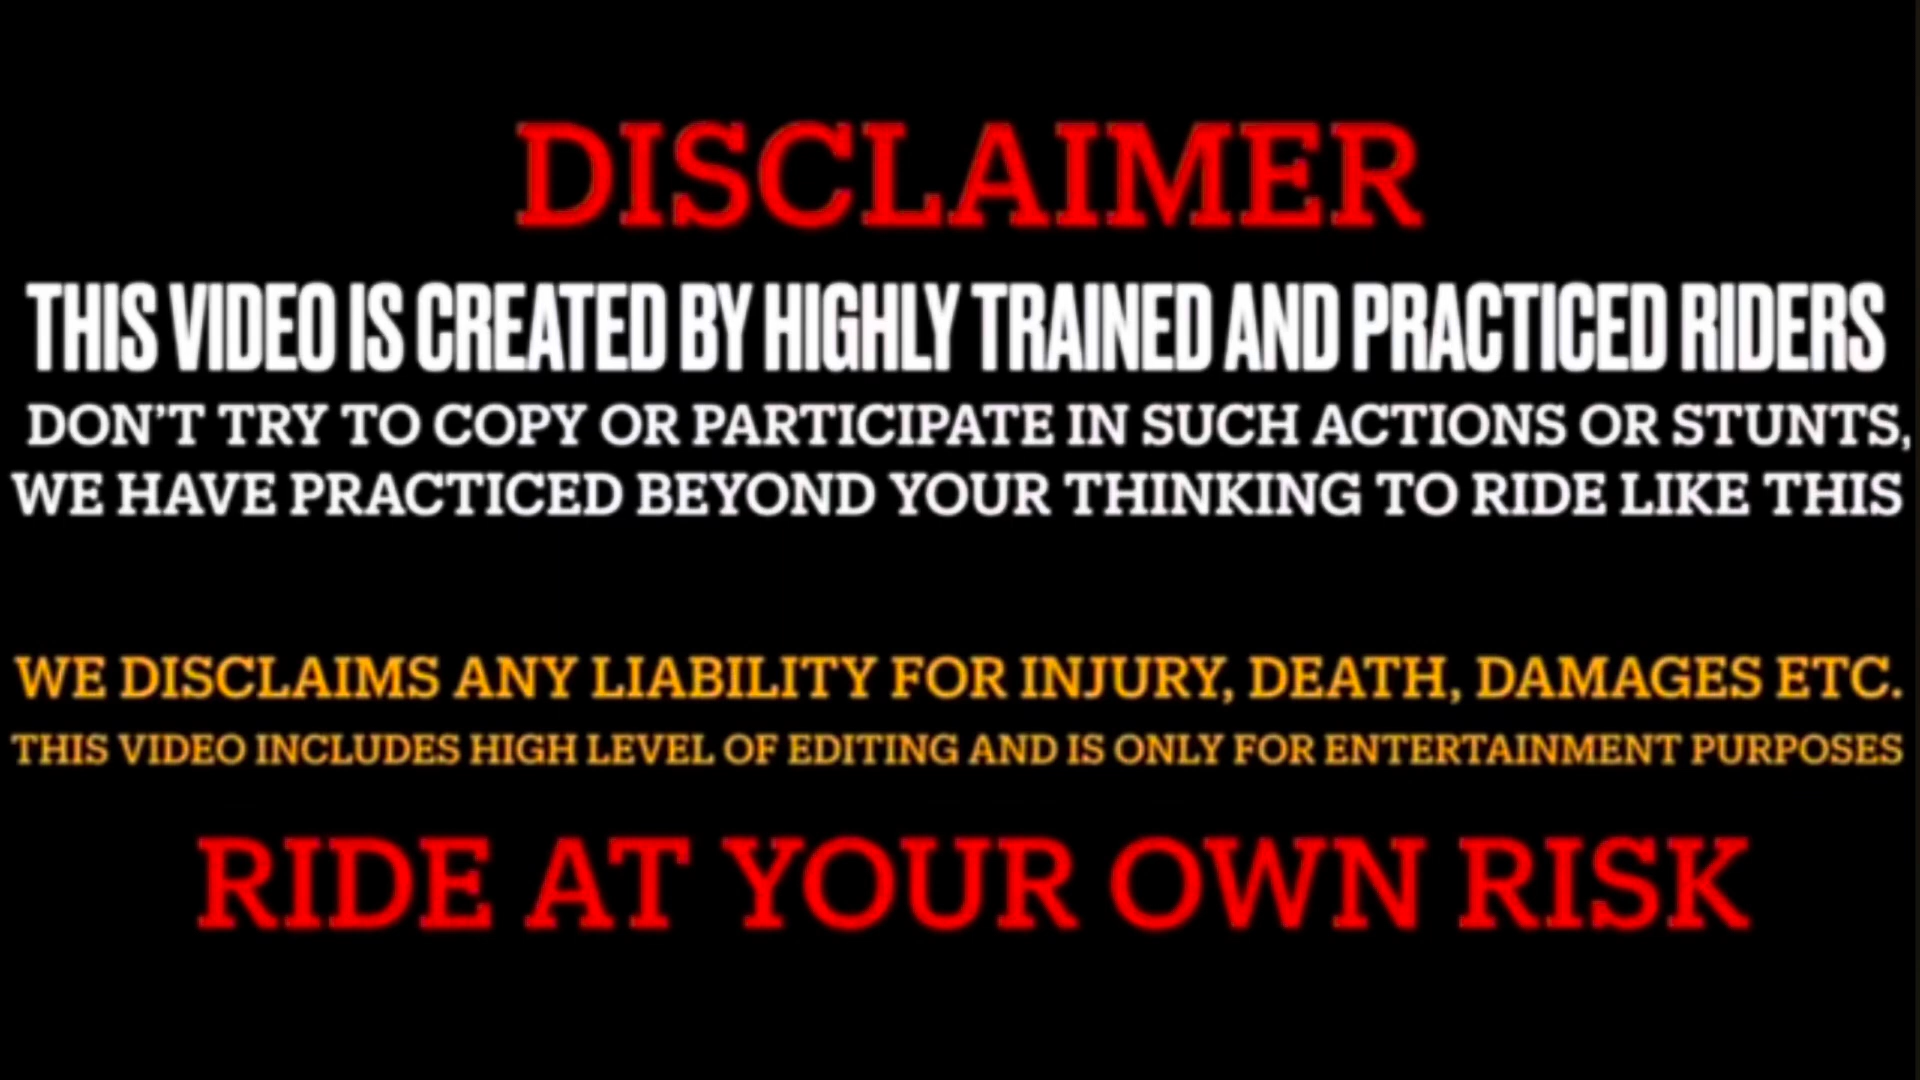 DISCLAIMER
THIS VIDEO IS CREATED BY HIGHLY TRAINED AND PRACTICED RIDERS
DON'T TRY TO COPY OR PARTICIPATE IN SUCH ACTIONS OR STUNTS,
WE HAVE PRACTICED BEYOND YOUR THINKING TO RIDE LIKE THIS
WE DISCLAIMS ANY LIABILITY FOR INJURY, DEATH, DAMAGES ETC.
THIS VIDEO INCLUDES HIGH LEVEL OF EDITING AND IS ONLY FOR ENTERTAINMENT PURPOSES
RIDE AT YOUR OWN RISK